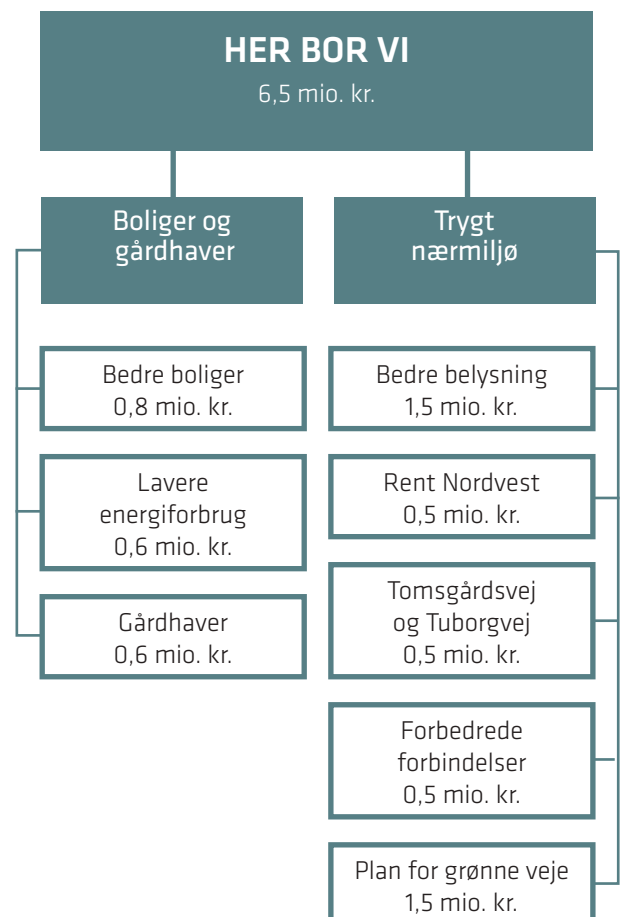 HER BOR VI
6,5 mio. kr.
Boliger og
gårdhaver
Bedre boliger
0,8 mio. kr.
Lavere
energiforbrug
0,6 mio. kr.
Gårdhaver
0,6 mio. kr.
Trygt
nærmiljø
Bedre belysning
1,5 mio. kr.
Rent Nordvest
0,5 mio. kr.
Tomsgårdsvej
og Tuborgvej
0,5 mio. kr.
Forbedrede
forbindelser
0,5 mio. kr.
Plan for grønne veje
1,5 mio. kr.